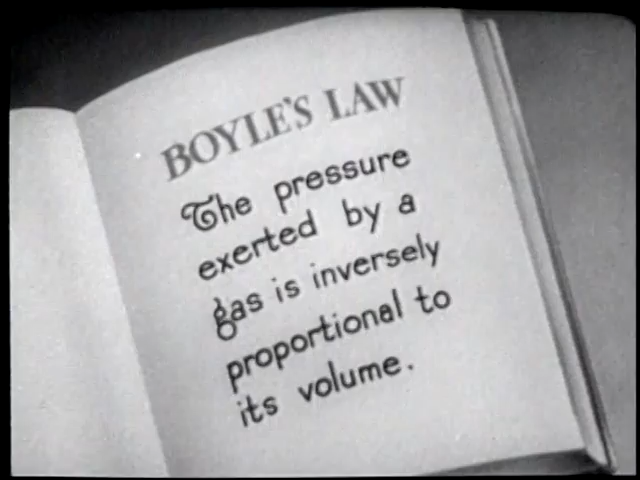 BOYLE'S LAW
The pressure
exerted by a
gas is inversely
proportional to
its volume.